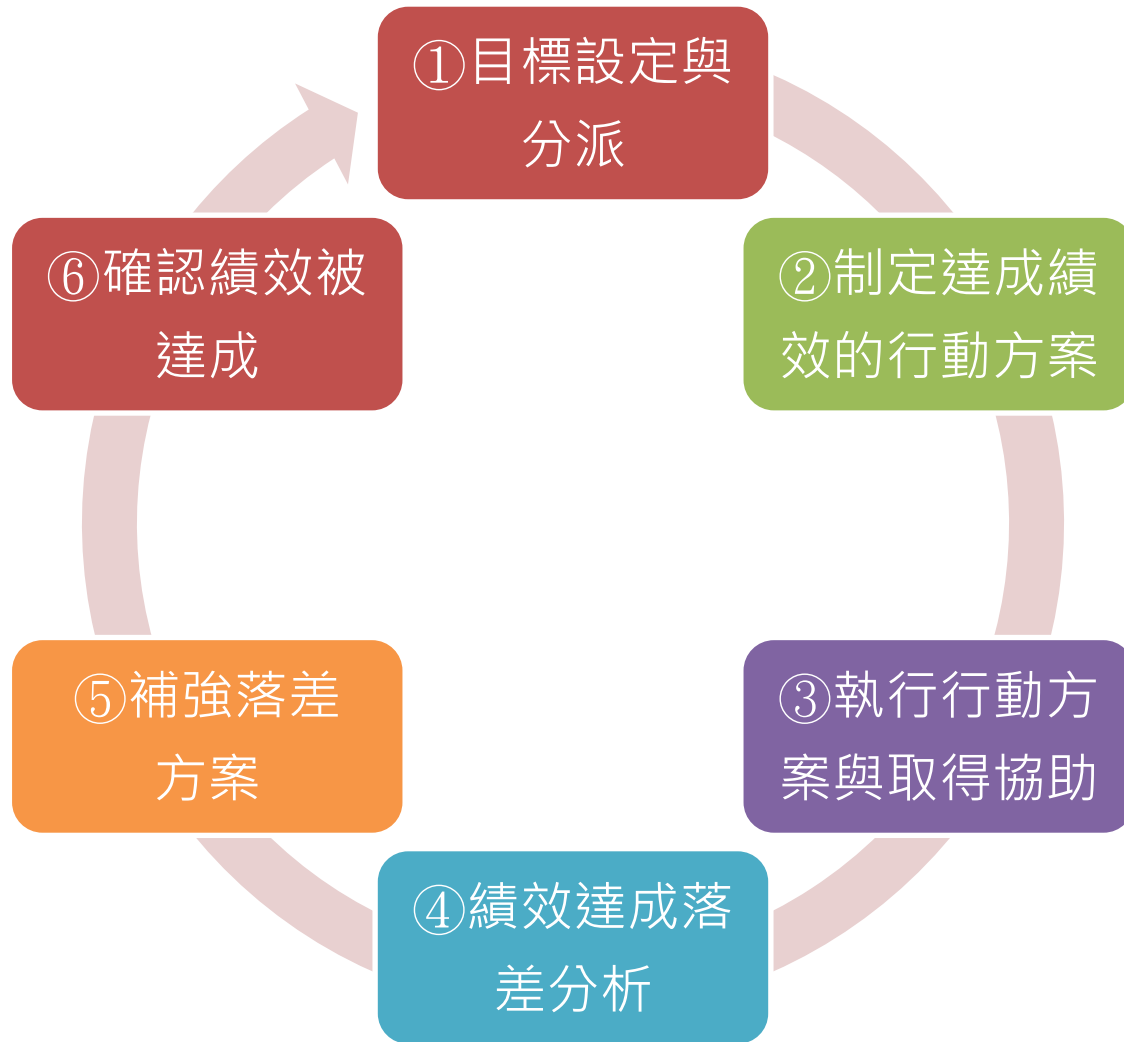 ①目標設定與
分派
②制定達成績
效的行動方案
③執行行動方
案與取得協助
④績效達成落
差分析
⑤補強落差
方案
⑥確認績效被
達成